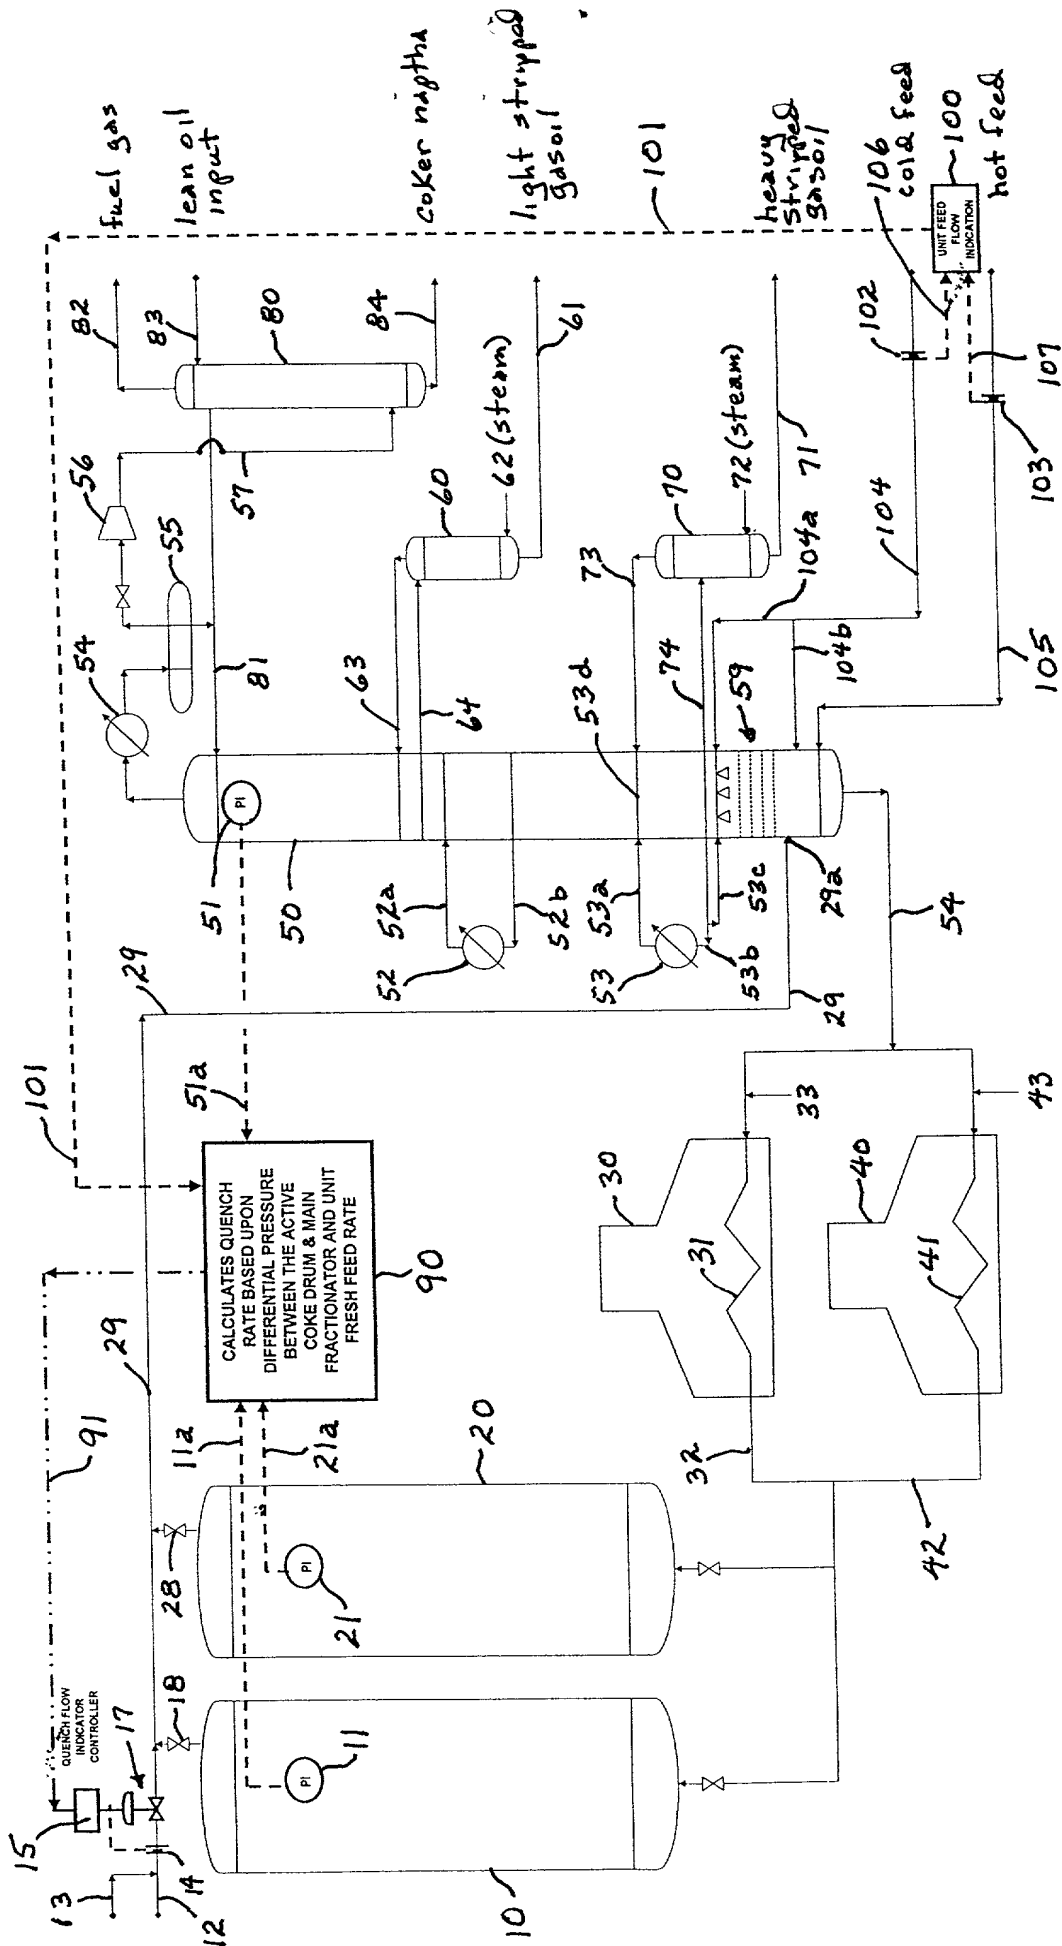 fuel gas
lean oil
input
coker naptha
light stripped
gasoil
101
heavy
stripped
gasoil
106
cold feed
100
hot feed
UNIT FEED
FLOW
INDICATION
82
83
80
84
61
62 (steam)
102
107
103
56
57
55
60
70
72 (steam)
71
104a
104
54
81
63
64
73
53d
74
59
104b
105
51
PI
50
52a
52
52b
53a
53
53b
53c
29a
54
29
29
101
51a
CALCULATES QUENCH
RATE BASED UPON
DIFFERENTIAL PRESSURE
BETWEEN THE ACTIVE
COKE DRUM & MAIN
FRACTIONATOR AND UNIT
FRESH FEED RATE
90
30
31
33
40
41
43
29
91
11a
21a
20
32
42
28
PI
21
18
QUENCH FLOW
INDICATOR
CONTROLLER
17
PI
11
15
13
14
12
10